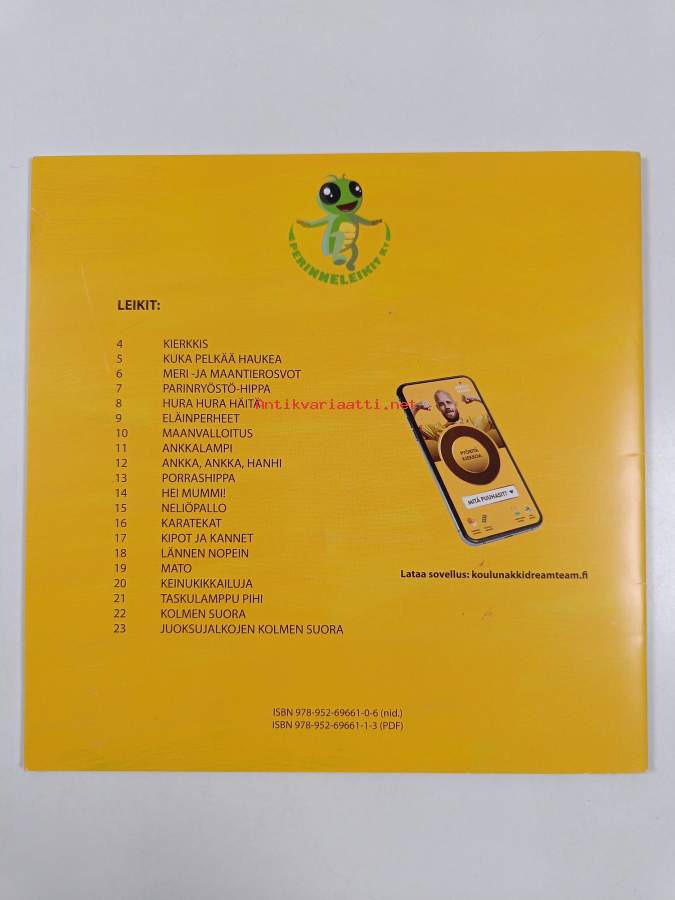 PERINNELEIKIT RY
LEIKIT:
4 KIERKKIS
5 KUKA PELKÄÄ HAUKEA
6 MERI -JA MAANTIEROSVOT
7 PARINRYÖSTÖ-HIPPA
8 HURA HURA HÄITÄ
Antikvariaatti.net
9 ELÄINPERHEET
10 MAANVALLOITUS
11 ANKKALAMPI
12 ANKKA, ANKKA, HANHI
13 PORRASHIPPA
14 HEI MUMMI!
15 NELIÖPALLO
16 KARATEKAT
17 KIPOT JA KANNET
18 LÄNNEN NOPEIN
19 MATO
20 KEINUKIKKAILUJA
21 TASKULAMPPU PIHI
22 KOLMEN SUORA
23 JUOKSUJALKOJEN KOLMEN SUORA
PYÖRITÄ
KIEKKOA
MITÄ PUUHASIT?
Lataa sovellus: koulunakkidreamteam.fi
ISBN 978-952-69661-0-6 (nid.)
ISBN 978-952-69661-1-3 (PDF)